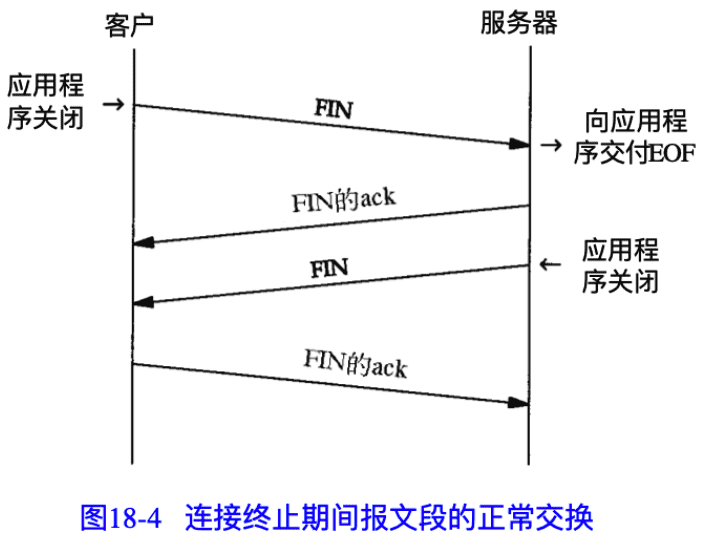 客户
服务器
应用程
序关闭
FIN
向应用程
序交付EOF
FIN的ack
FIN
应用程
序关闭
FIN的ack
图18-4 连接终止期间报文段的正常交换